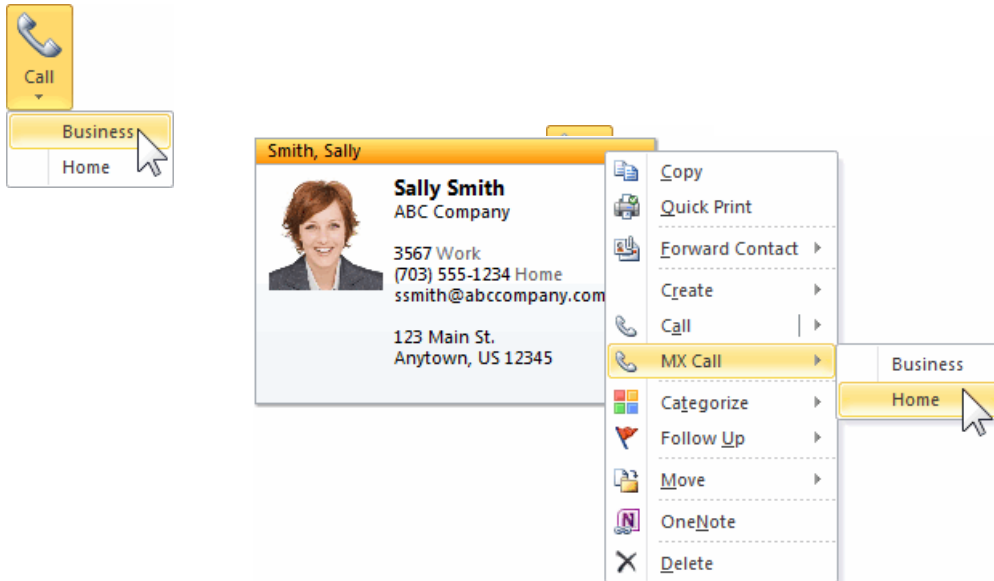 Call
Business
Home
Smith, Sally
Sally Smith
ABC Company
3567 Work
(703) 555-1234 Home
ssmith@abccompany.com
123 Main St.
Anytown, US 12345
Copy
Quick Print
Forward Contact
Create
Call
MX Call
Business
Home
Categorize
Follow Up
Move
OneNote
Delete